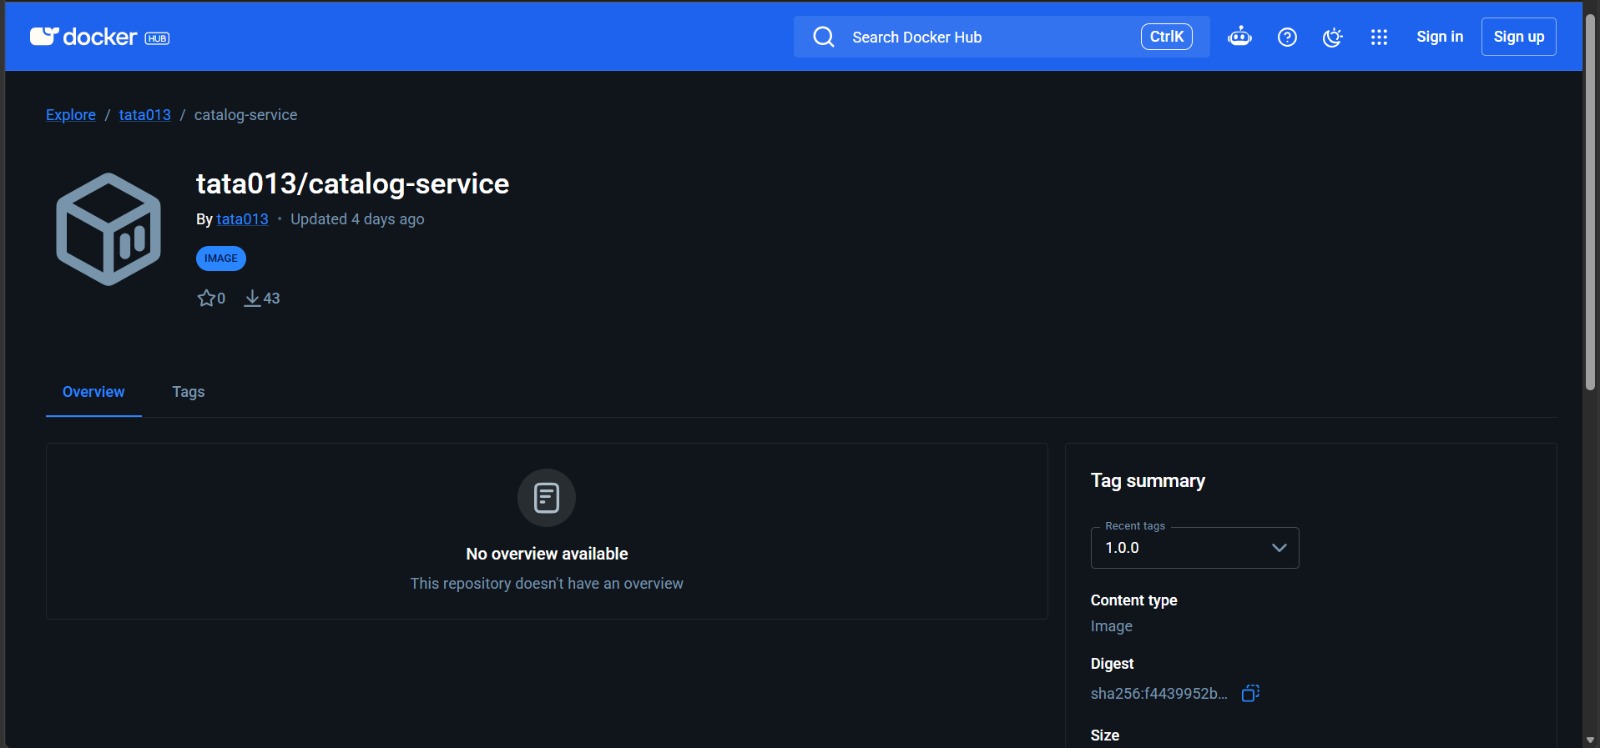 docker HUB
Search Docker Hub
CtrlK
Sign in
Sign up
Explore / tata013 / catalog-service
tata013/catalog-service
By tata013 • Updated 4 days ago
IMAGE
0
43
Overview
Tags
No overview available
This repository doesn't have an overview
Tag summary
Recent tags
1.0.0
Content type
Image
Digest
sha256:f4439952b...
Size